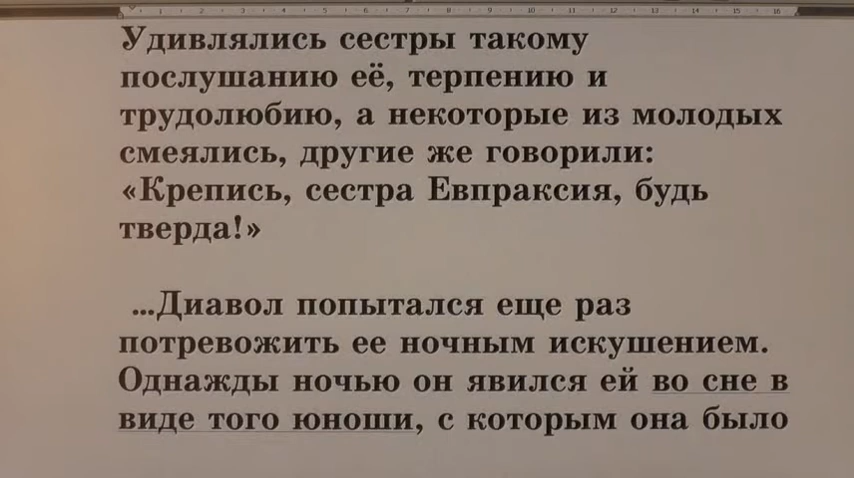 Удивлялись сестры такому
послушанию её, терпению и
трудолюбию, а некоторые из молодых
смеялись, другие же говорили:
«Крепись, сестра Евпраксия, будь
тверда!»
...Диавол попытался еще раз
потревожить ее ночным искушением.
Однажды ночью он явился ей во сне в
виде того юноши, с которым она было